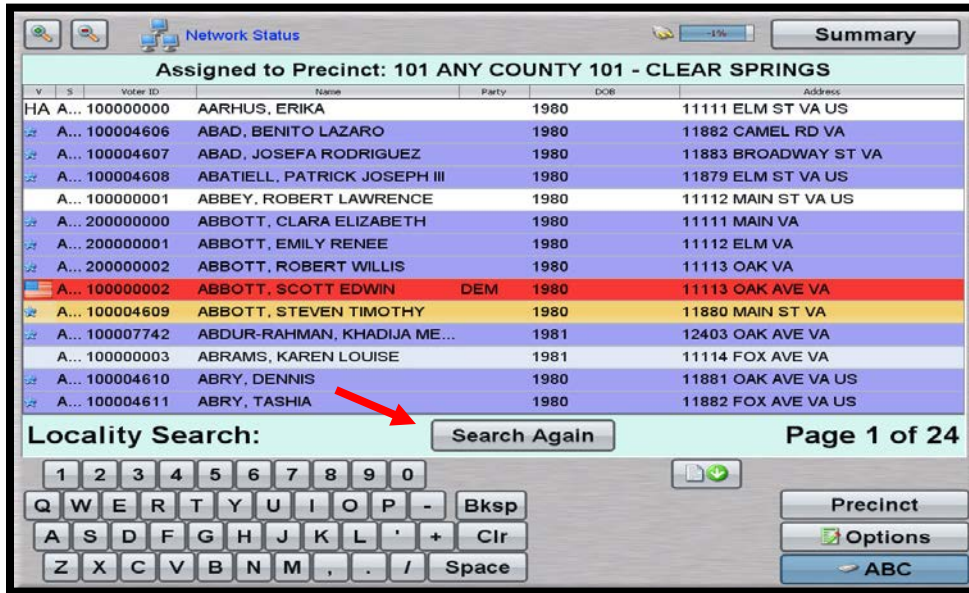 Network Status -1% Summary
Assigned to Precinct: 101 ANY COUNTY 101 - CLEAR SPRINGS
V S Voter ID Name Party DOB Address
HA A... 100000000 AARHUS, ERIKA 1980 11111 ELM ST VA US
A... 100004606 ABAD, BENITO LAZARO 1980 11882 CAMEL RD VA
A... 100004607 ABAD, JOSEFA RODRIGUEZ 1980 11883 BROADWAY ST VA
A... 100004608 ABATIELL, PATRICK JOSEPH III 1980 11879 ELM ST VA US
A... 100000001 ABBEY, ROBERT LAWRENCE 1980 11112 MAIN ST VA US
A... 200000000 ABBOTT, CLARA ELIZABETH 1980 11111 MAIN VA
A... 200000001 ABBOTT, EMILY RENEE 1980 11112 ELM VA
A... 200000002 ABBOTT, ROBERT WILLIS 1980 11113 OAK VA
A... 100000002 ABBOTT, SCOTT EDWIN DEM 1980 11113 OAK AVE VA
A... 100004609 ABBOTT, STEVEN TIMOTHY 1980 11880 MAIN ST VA
A... 100007742 ABDUR-RAHMAN, KHADIJA ME... 1981 12403 OAK AVE VA
A... 100000003 ABRAMS, KAREN LOUISE 1981 11114 FOX AVE VA
A... 100004610 ABRY, DENNIS 1980 11881 OAK AVE VA US
A... 100004611 ABRY, TASHIA 1980 11882 FOX AVE VA US
Locality Search: Search Again Page 1 of 24
1 2 3 4 5 6 7 8 9 0
Q W E R T Y U I O P - Bksp Precinct
A S D F G H J K L ' + Clr Options
Z X C V B N M , . / Space ABC